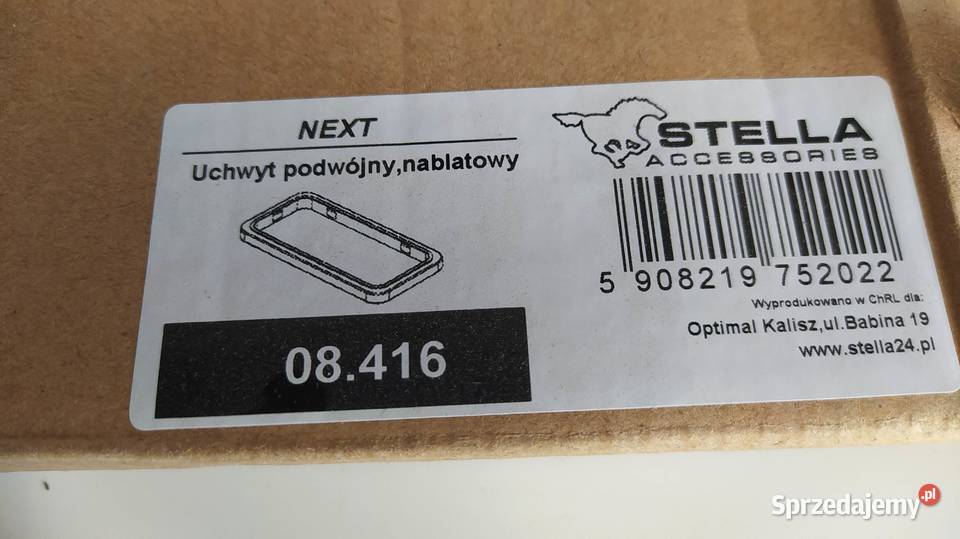 NEXT
Uchwyt podwójny,nablatowy
08.416
STELLA
ACCESSORIES
5 908219 752022
Wyprodukowano w ChRL dla:
Optimal Kalisz,ul.Babina 19
www.stella24.pl
Sprzedajemy.pl